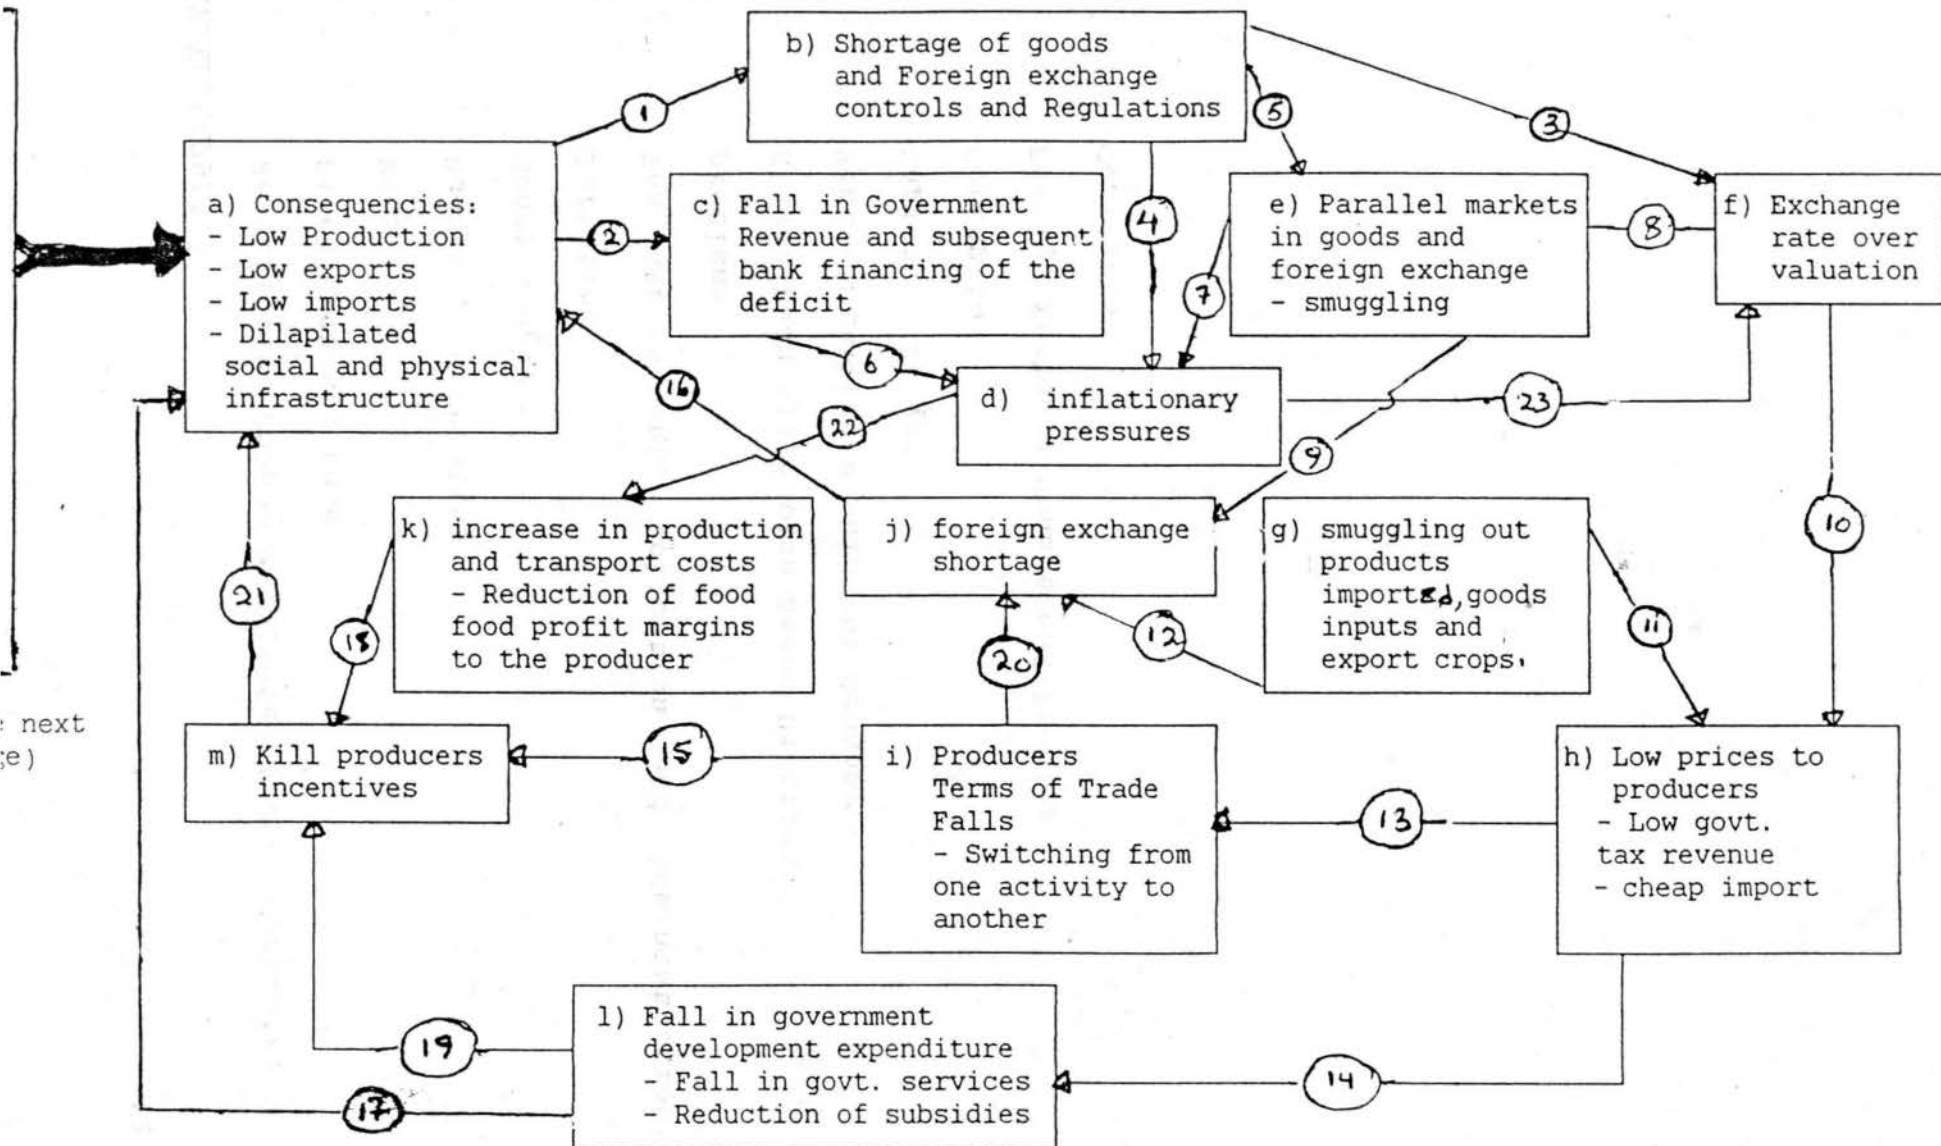 b) Shortage of goods
and Foreign exchange
controls and Regulations
1
5
3
a) Consequencies:
- Low Production
- Low exports
- Low imports
- Dilapilated
social and physical
infrastructure
2
c) Fall in Government
Revenue and subsequent
bank financing of the
deficit
4
e) Parallel markets
in goods and
foreign exchange
- smuggling
8
f) Exchange
rate over
valuation
7
6
16
22
d) inflationary
pressures
23
9
10
k) increase in production
and transport costs
- Reduction of food
food profit margins
to the producer
j) foreign exchange
shortage
g) smuggling out
products
imported, goods
inputs and
export crops.
21
18
20
12
11
next
m) Kill producers
incentives
15
i) Producers
Terms of Trade
Falls
- Switching from
one activity to
another
13
h) Low prices to
producers
- Low govt.
tax revenue
- cheap import
19
17
l) Fall in government
development expenditure
- Fall in govt. services
- Reduction of subsidies
14